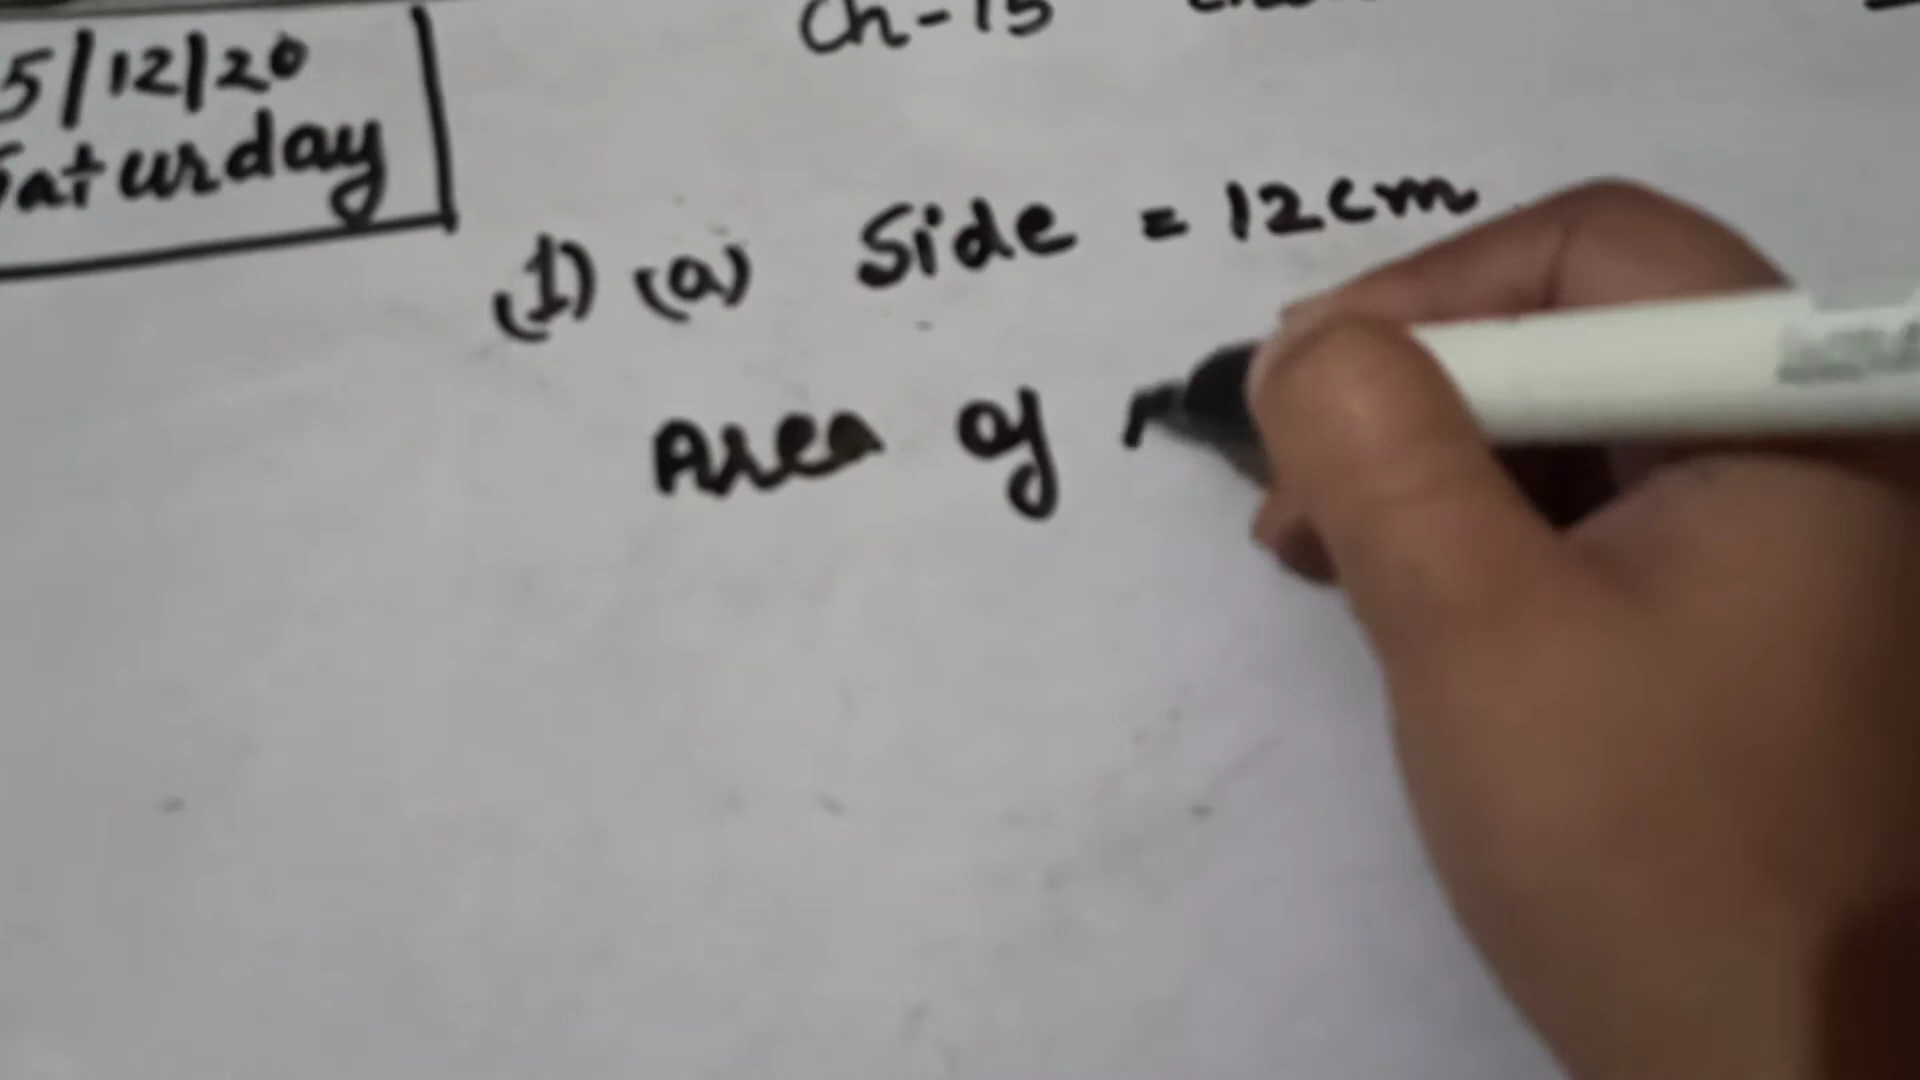 5/12/20
Saturday
Ch-15
(1) (a) Side = 12cm
Area of